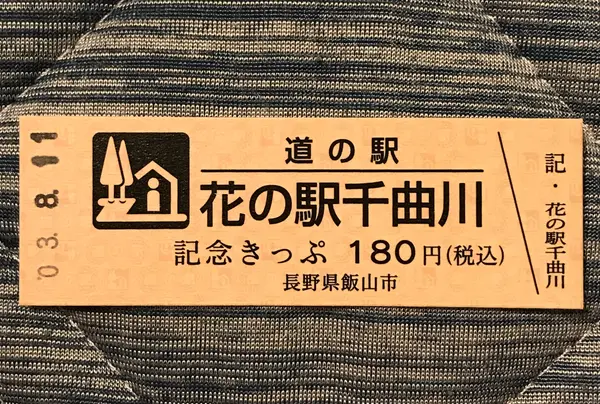 03.8.11
道の駅
花の駅千曲川
記念きっぷ 180円(税込)
長野県飯山市
記・花の駅千曲川